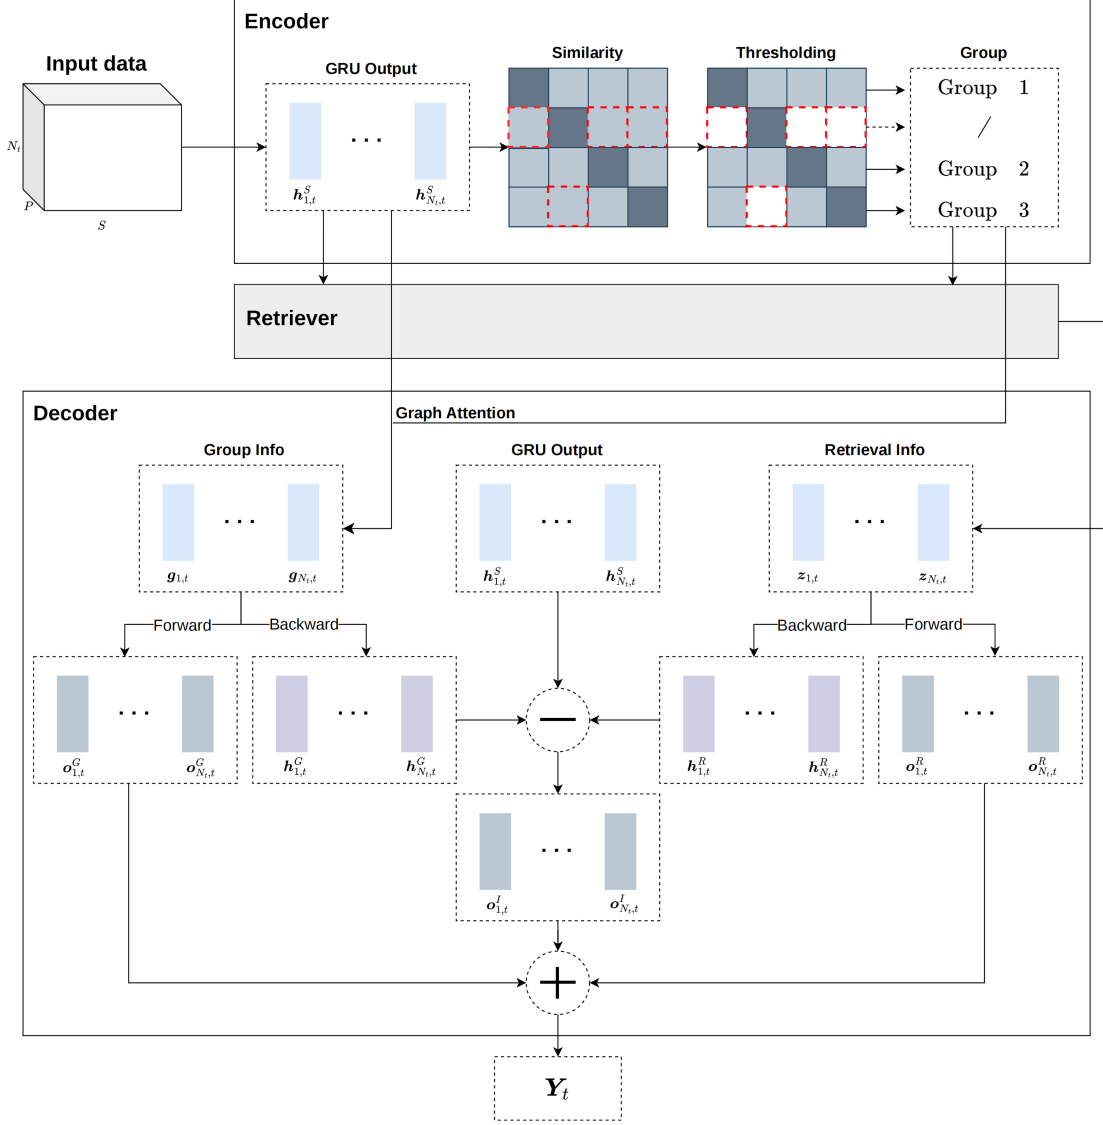 Encoder
Input data
GRU Output
Similarity
Thresholding
Group
N_t
P
S
h^S_{1,t} ··· h^S_{N_t,t}
Group 1
/
Group 2
Group 3
Retriever
Decoder
Graph Attention
Group Info
GRU Output
Retrieval Info
g_{1,t} ··· g_{N_t,t}
h^S_{1,t} ··· h^S_{N_t,t}
z_{1,t} ··· z_{N_t,t}
Forward
Backward
Backward
Forward
o^G_{1,t} ··· o^G_{N_t,t}
h^G_{1,t} ··· h^G_{N_t,t}
−
h^R_{1,t} ··· h^R_{N_t,t}
o^R_{1,t} ··· o^R_{N_t,t}
o^I_{1,t} ··· o^I_{N_t,t}
+
Y_t